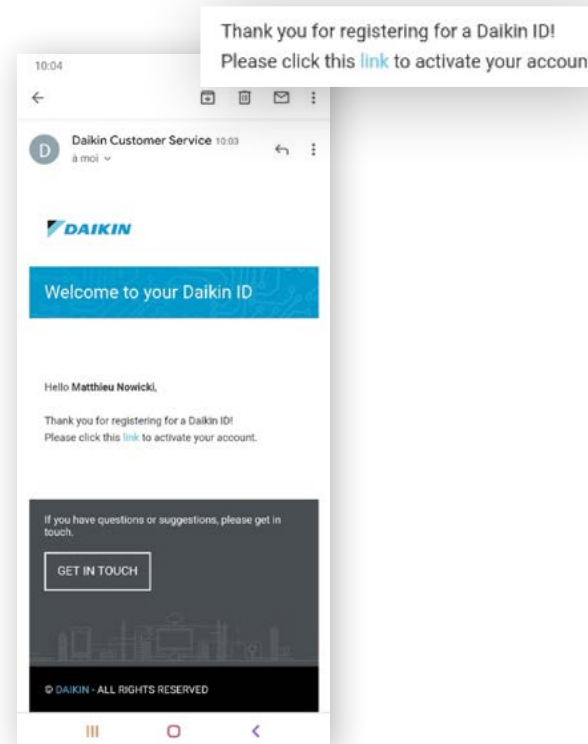 Thank you for registering for a Daikin ID!
Please click this link to activate your accoun
10:04
D
Daikin Customer Service 10:03
à moi
DAIKIN
Welcome to your Daikin ID
Hello Matthieu Nowicki,
Thank you for registering for a Daikin ID!
Please click this link to activate your account.
If you have questions or suggestions, please get in
touch.
GET IN TOUCH
© DAIKIN - ALL RIGHTS RESERVED